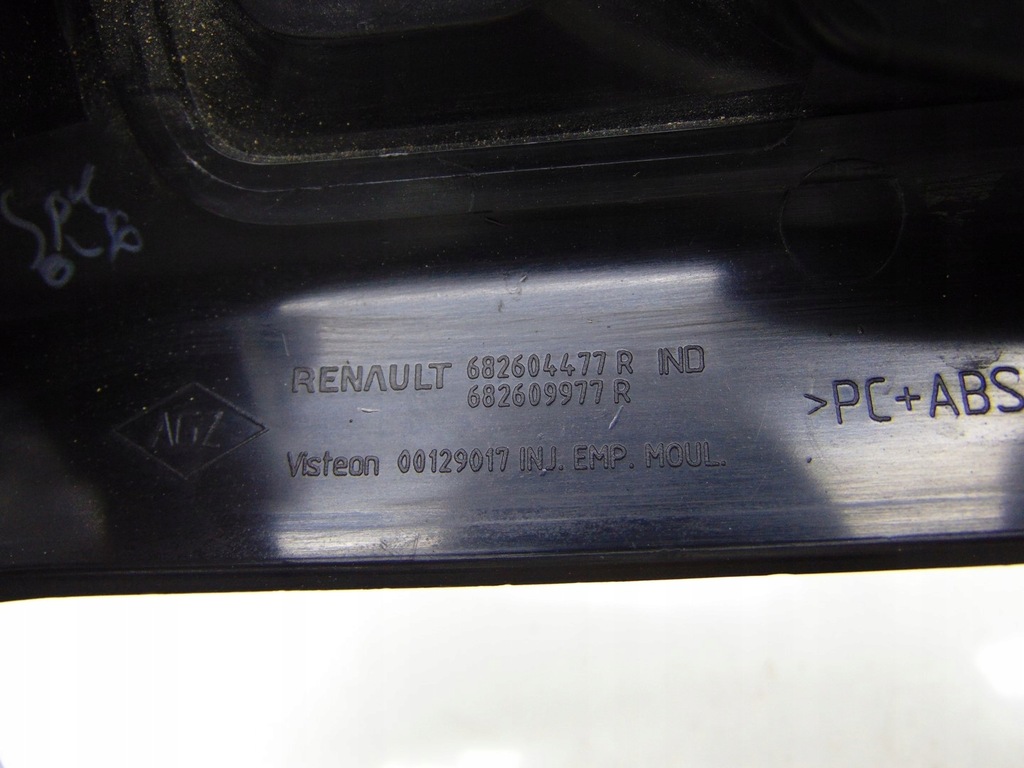 RENAULT 682604477 R IND
682609977 R
Visteon 00129017 INJ. EMP. MOUL.
>PC+ABS